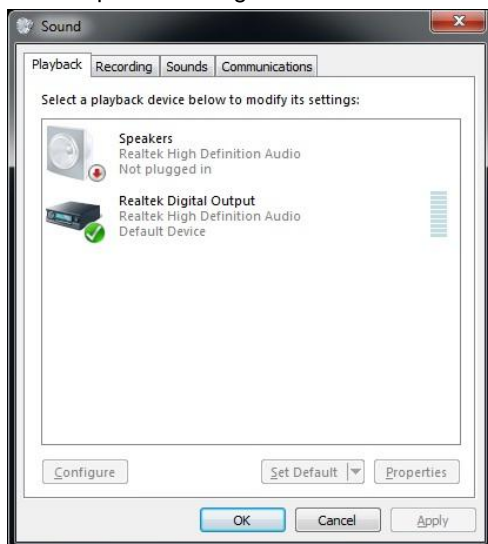 Sound
Playback Recording Sounds Communications
Select a playback device below to modify its settings:
Speakers
Realtek High Definition Audio
Not plugged in
Realtek Digital Output
Realtek High Definition Audio
Default Device
Configure Set Default Properties
OK Cancel Apply